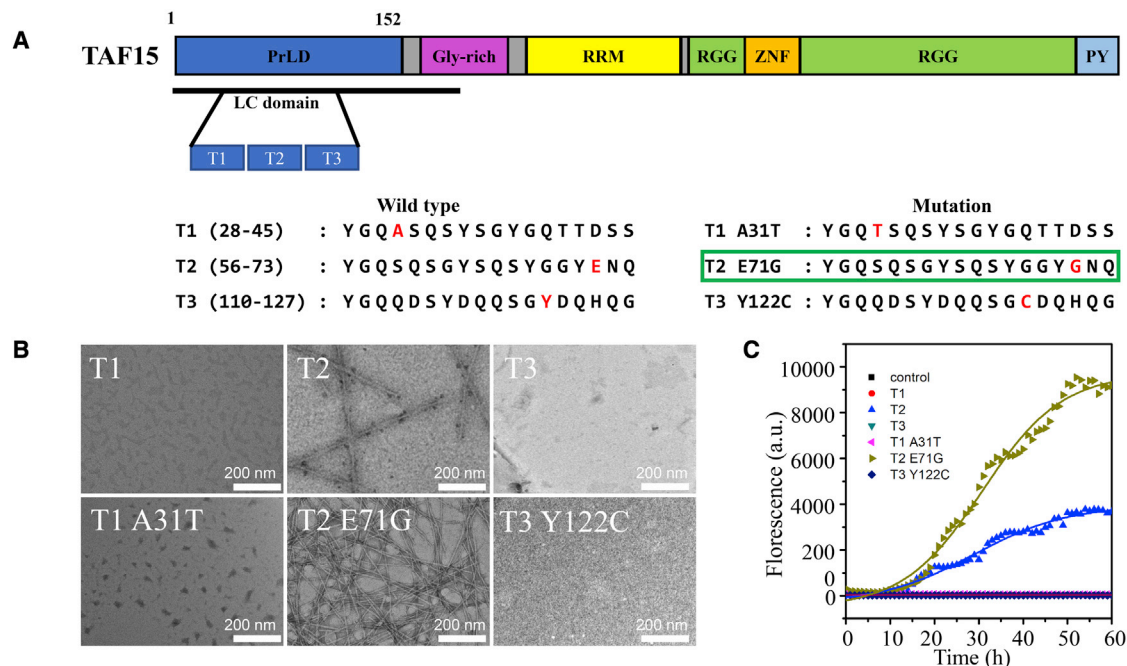 A
1
152
TAF15
PrLD
Gly-rich
RRM
RGG
ZNF
RGG
PY
LC domain
T1
T2
T3
Wild type
T1 (28-45) : YGQASQSYSGYGQTTDSS
T2 (56-73) : YGQSQSGYSQSYGGYENQ
T3 (110-127) : YGQQDSYDQQSGYDQHQG
Mutation
T1 A31T : YGQTSQSYSGYGQTTDSS
T2 E71G : YGQSQSGYSQSYGGYGNQ
T3 Y122C : YGQQDSYDQQSGCDQHQG
B
T1
200 nm
T2
200 nm
T3
200 nm
T1 A31T
200 nm
T2 E71G
200 nm
T3 Y122C
200 nm
C
Florescence (a.u.)
10000
8000
6000
4000
200
0
0
control
T1
T2
T3
T1 A31T
T2 E71G
T3 Y122C
0 10 20 30 40 50 60
Time (h)